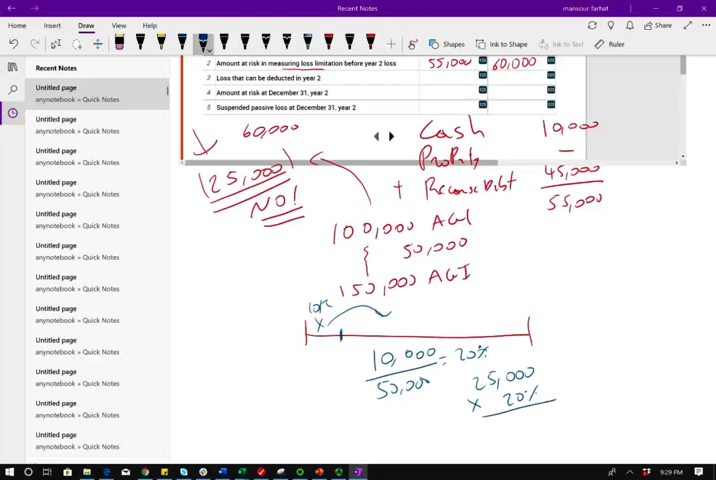 Recent Notes
mansour farhat
Home Insert Draw View Help
Share
Shapes Ink to Shape Ink to Text Ruler
Recent Notes
Untitled page
anynotebook » Quick Notes
Untitled page
anynotebook » Quick Notes
Untitled page
anynotebook » Quick Notes
Untitled page
anynotebook » Quick Notes
Untitled page
anynotebook » Quick Notes
Untitled page
anynotebook » Quick Notes
Untitled page
anynotebook » Quick Notes
Untitled page
anynotebook » Quick Notes
Untitled page
anynotebook » Quick Notes
Untitled page
anynotebook » Quick Notes
Untitled page
anynotebook » Quick Notes
Untitled page
anynotebook » Quick Notes
2 Amount at risk in measuring loss limitation before year 2 loss 55,000 60,000
3 Loss that can be deducted in year 2
4 Amount at risk at December 31, year 2
5 Suspended passive loss at December 31, year 2
60,000
(25,000)
NO!
Cash 10,000
Property —
+ Recourse Debt 45,000
55,000
100,000 AGI
50,000
150,000 AGI
10k
X
10,000 = 20%
50,000
25,000
x 20%
9:29 PM